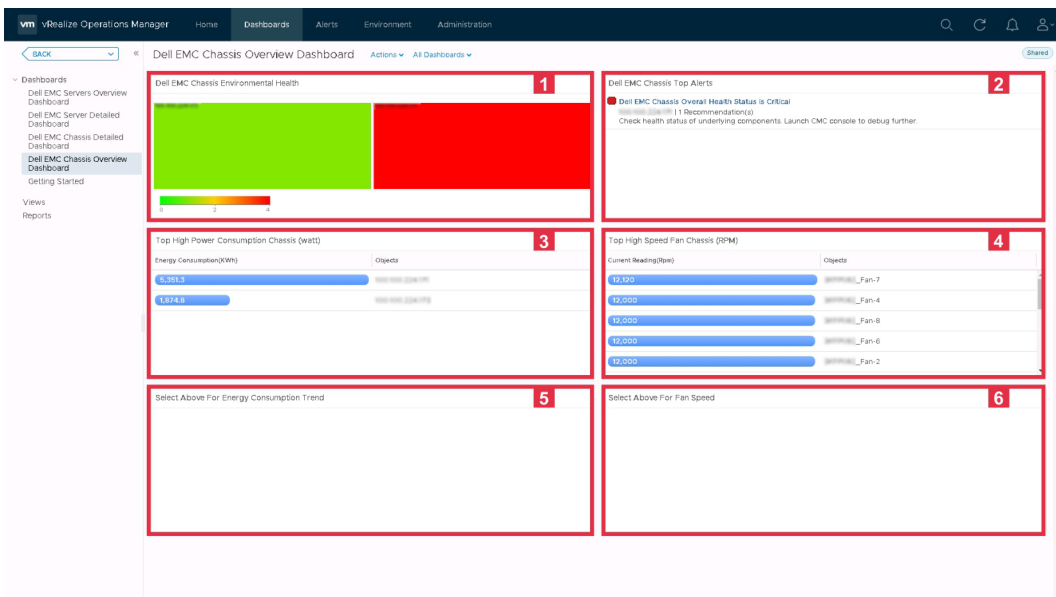 vm vRealize Operations Manager Home Dashboards Alerts Environment Administration
BACK
Dell EMC Chassis Overview Dashboard Actions All Dashboards Shared
Dashboards
Dell EMC Servers Overview
Dashboard
Dell EMC Server Detailed
Dashboard
Dell EMC Chassis Detailed
Dashboard
Dell EMC Chassis Overview
Dashboard
Getting Started
Views
Reports
Dell EMC Chassis Environmental Health 1
0 2 4
Dell EMC Chassis Top Alerts 2
Dell EMC Chassis Overall Health Status is Critical
| 1 Recommendation(s)
Check health status of underlying components. Launch CMC console to debug further.
Top High Power Consumption Chassis (watt) 3
Energy Consumption(KWh) Objects
5,351.3
1,874.8
Top High Speed Fan Chassis (RPM) 4
Current Reading(Rpm) Objects
12,120 _Fan-7
12,000 _Fan-4
12,000 _Fan-8
12,000 _Fan-6
12,000 _Fan-2
Select Above For Energy Consumption Trend 5
Select Above For Fan Speed 6